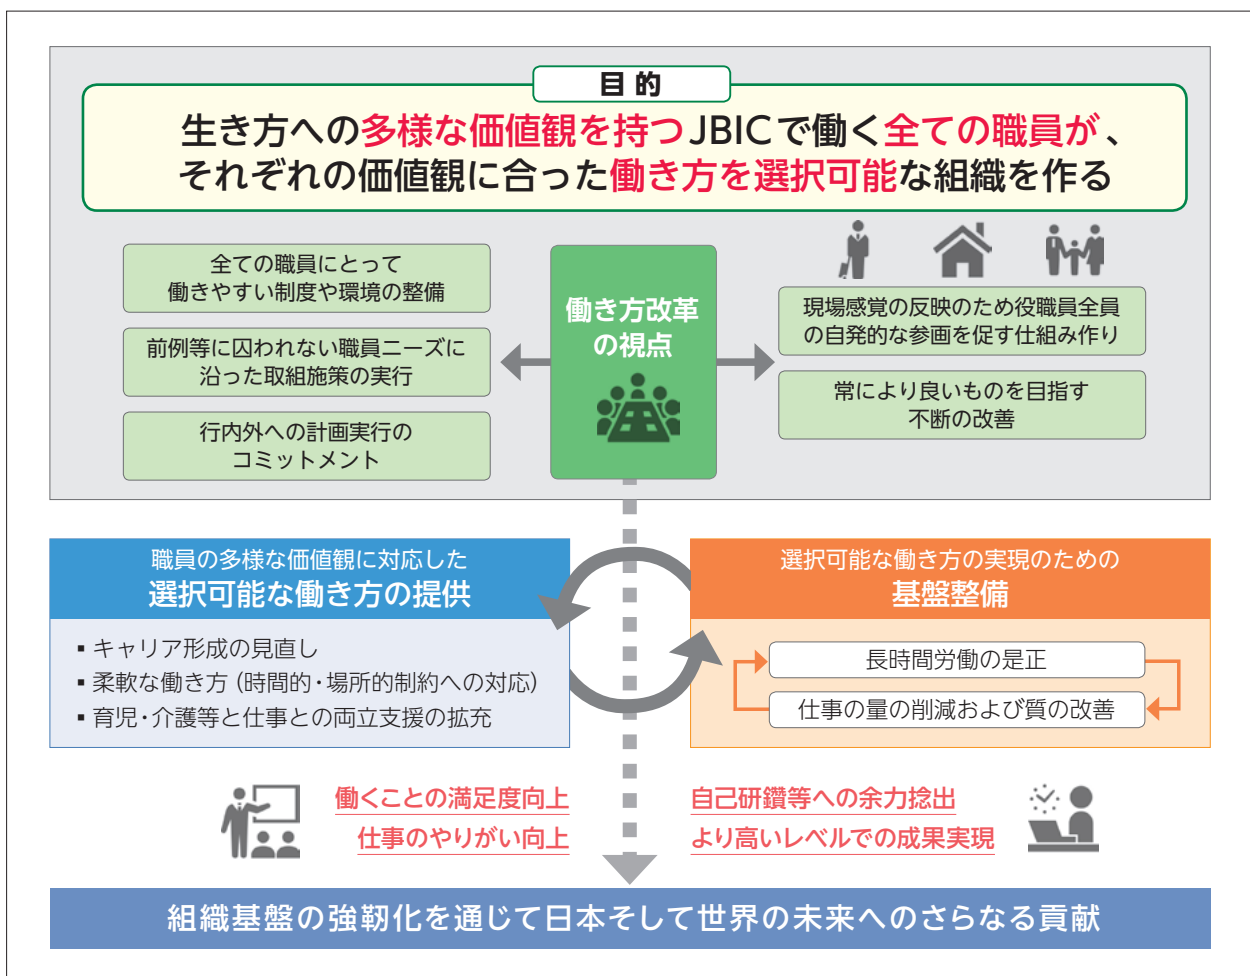 目的
生き方への多様な価値観を持つJBICで働く全ての職員が、
それぞれの価値観に合った働き方を選択可能な組織を作る
全ての職員にとって
働きやすい制度や環境の整備
前例等に囚われない職員ニーズに
沿った取組施策の実行
行内外への計画実行の
コミットメント
働き方改革
の視点
現場感覚の反映のため役職員全員
の自発的な参画を促す仕組み作り
常により良いものを目指す
不断の改善
職員の多様な価値観に対応した
選択可能な働き方の提供
▪ キャリア形成の見直し
▪ 柔軟な働き方（時間的・場所的制約への対応）
▪ 育児・介護等と仕事との両立支援の拡充
選択可能な働き方の実現のための
基盤整備
長時間労働の是正
仕事の量の削減および質の改善
働くことの満足度向上
仕事のやりがい向上
自己研鑽等への余力捻出
より高いレベルでの成果実現
組織基盤の強靭化を通じて日本そして世界の未来へのさらなる貢献